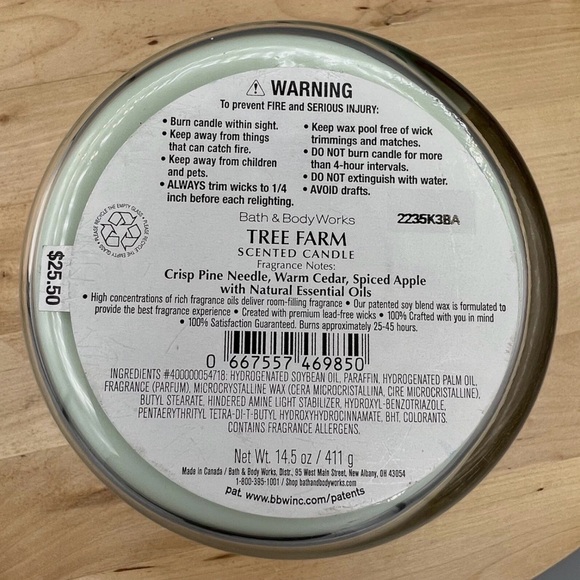 ⚠ WARNING
To prevent FIRE and SERIOUS INJURY:
• Burn candle within sight.
• Keep away from things
that can catch fire.
• Keep away from children
and pets.
• ALWAYS trim wicks to 1/4
inch before each relighting.
• Keep wax pool free of wick
trimmings and matches.
• DO NOT burn candle for more
than 4-hour intervals.
• DO NOT extinguish with water.
• AVOID drafts.
• RECYCLE THE EMPTY GLASS • PLEASE RECYCLE THE EMPTY GLASS
Bath & Body Works
2235K3BA
TREE FARM
SCENTED CANDLE
Fragrance Notes:
Crisp Pine Needle, Warm Cedar, Spiced Apple
with Natural Essential Oils
$25.50
• High concentrations of rich fragrance oils deliver room-filling fragrance • Our patented soy blend wax is formulated to
provide the best fragrance experience • Created with premium lead-free wicks • 100% Crafted with you in mind
• 100% Satisfaction Guaranteed. Burns approximately 25-45 hours.
0 667557 469850
INGREDIENTS #400000054718: HYDROGENATED SOYBEAN OIL, PARAFFIN, HYDROGENATED PALM OIL,
FRAGRANCE (PARFUM), MICROCRYSTALLINE WAX (CERA MICROCRISTALLINA, CIRE MICROCRISTALLINE),
BUTYL STEARATE, HINDERED AMINE LIGHT STABILIZER, HYDROXYL-BENZOTRIAZOLE,
PENTAERYTHRITYL TETRA-DI-T-BUTYL HYDROXYHYDROCINNAMATE, BHT. COLORANTS.
CONTAINS FRAGRANCE ALLERGENS.
Net Wt. 14.5 oz / 411 g
Made in Canada / Bath & Body Works, Distr., 95 West Main Street, New Albany, OH 43054
1-800-395-1001 / Shop bathandbodyworks.com
pat. www.bbwinc.com/patents